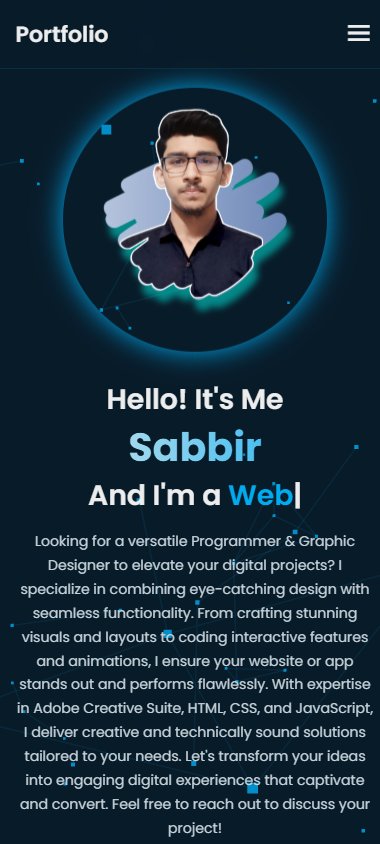 Portfolio
Hello! It's Me
Sabbir
And I'm a Web|
Looking for a versatile Programmer & Graphic
Designer to elevate your digital projects? I
specialize in combining eye-catching design with
seamless functionality. From crafting stunning
visuals and layouts to coding interactive features
and animations, I ensure your website or app
stands out and performs flawlessly. With expertise
in Adobe Creative Suite, HTML, CSS, and JavaScript,
I deliver creative and technically sound solutions
tailored to your needs. Let's transform your ideas
into engaging digital experiences that captivate
and convert. Feel free to reach out to discuss your
project!